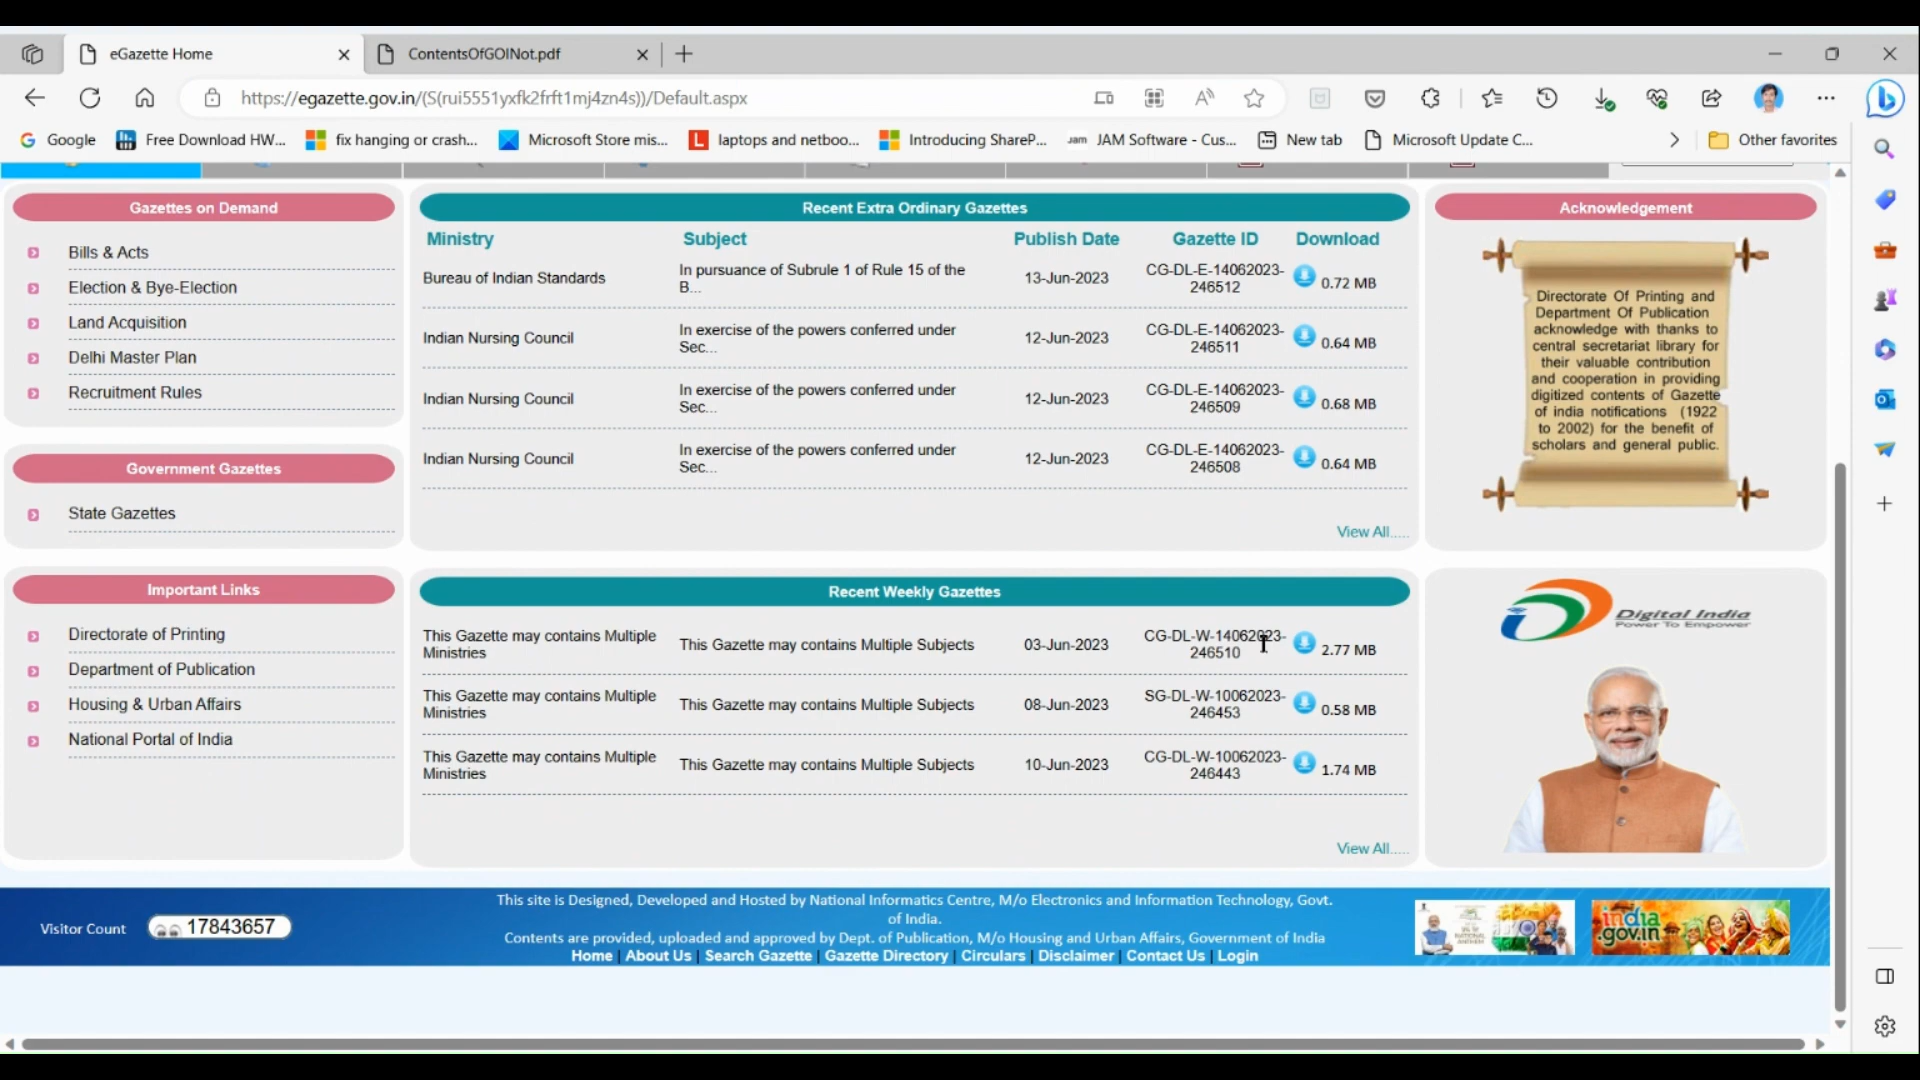 eGazette Home
ContentsOfGOINot.pdf
https://egazette.gov.in/(S(rui5551yxfk2frft1mj4zn4s))/Default.aspx
Google
Free Download HW...
fix hanging or crash...
Microsoft Store mis...
laptops and netboo...
Introducing ShareP...
JAM Software - Cus...
New tab
Microsoft Update C...
Other favorites
Gazettes on Demand
Bills & Acts
Election & Bye-Election
Land Acquisition
Delhi Master Plan
Recruitment Rules
Government Gazettes
State Gazettes
Important Links
Directorate of Printing
Department of Publication
Housing & Urban Affairs
National Portal of India
Recent Extra Ordinary Gazettes
Ministry Subject Publish Date Gazette ID Download
Bureau of Indian Standards
In pursuance of Subrule 1 of Rule 15 of the
B...
13-Jun-2023
CG-DL-E-14062023-
246512
0.72 MB
Indian Nursing Council
In exercise of the powers conferred under
Sec...
12-Jun-2023
CG-DL-E-14062023-
246511
0.64 MB
Indian Nursing Council
In exercise of the powers conferred under
Sec...
12-Jun-2023
CG-DL-E-14062023-
246509
0.68 MB
Indian Nursing Council
In exercise of the powers conferred under
Sec...
12-Jun-2023
CG-DL-E-14062023-
246508
0.64 MB
View All.....
Recent Weekly Gazettes
This Gazette may contains Multiple
Ministries
This Gazette may contains Multiple Subjects
03-Jun-2023
CG-DL-W-14062023-
246510
2.77 MB
This Gazette may contains Multiple
Ministries
This Gazette may contains Multiple Subjects
08-Jun-2023
SG-DL-W-10062023-
246453
0.58 MB
This Gazette may contains Multiple
Ministries
This Gazette may contains Multiple Subjects
10-Jun-2023
CG-DL-W-10062023-
246443
1.74 MB
View All.....
Acknowledgement
Directorate Of Printing and
Department Of Publication
acknowledge with thanks to
central secretariat library for
their valuable contribution
and cooperation in providing
digitized contents of Gazette
of india notifications (1922
to 2002) for the benefit of
scholars and general public.
Digital India
Power To Empower
Visitor Count 17843657
This site is Designed, Developed and Hosted by National Informatics Centre, M/o Electronics and Information Technology, Govt.
of India.
Contents are provided, uploaded and approved by Dept. of Publication, M/o Housing and Urban Affairs, Government of India
Home | About Us | Search Gazette | Gazette Directory | Circulars | Disclaimer | Contact Us | Login
india
.gov.in